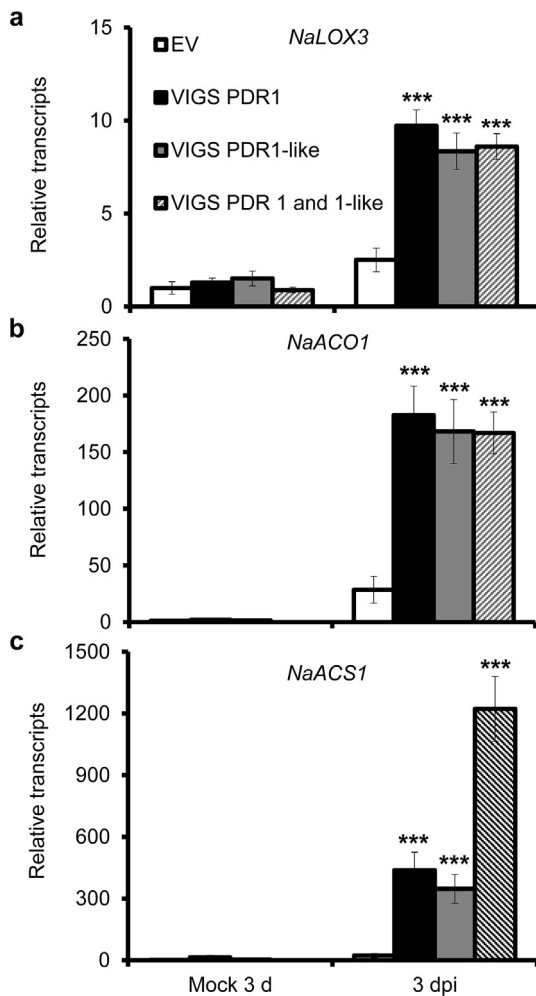 a
NaLOX3
15
10
5
0
Relative transcripts
EV
VIGS PDR1
VIGS PDR1-like
VIGS PDR 1 and 1-like
*** *** ***
b
NaACO1
250
200
150
100
50
0
Relative transcripts
*** *** ***
c
NaACS1
1500
1200
900
600
300
0
Relative transcripts
*** *** ***
Mock 3 d 3 dpi